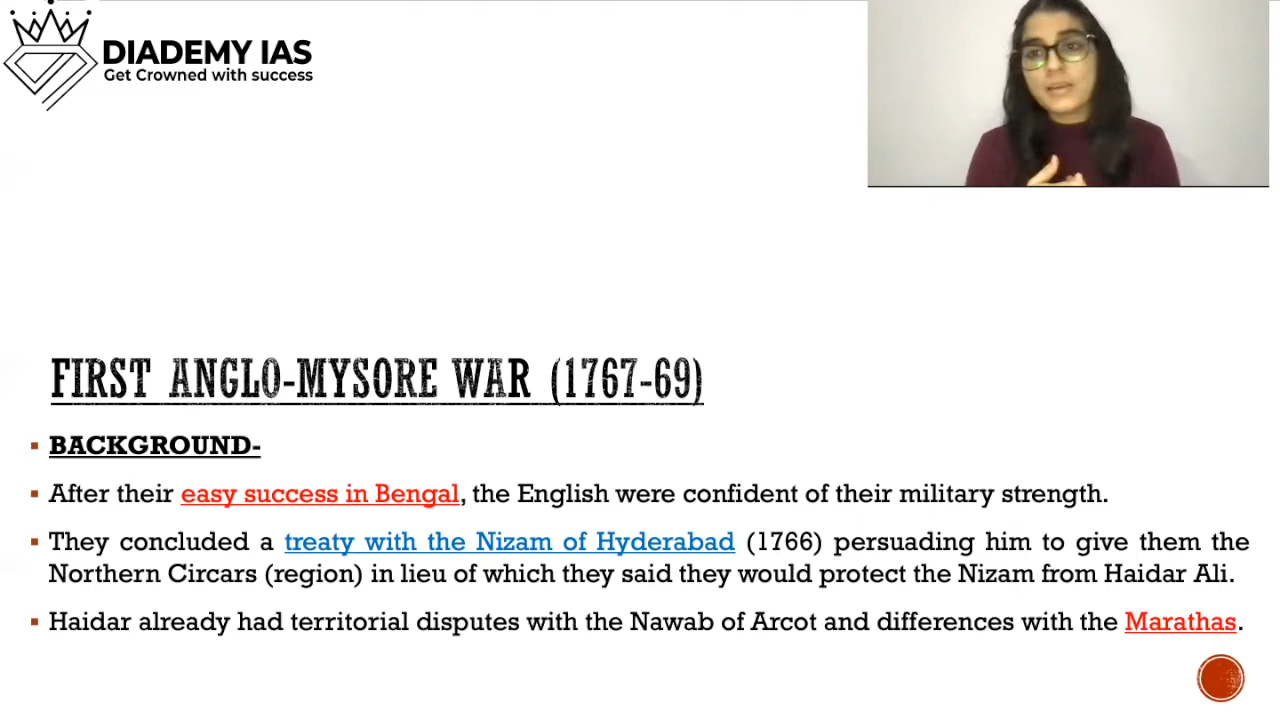 DIADEMY IAS
Get Crowned with success
FIRST ANGLO-MYSORE WAR (1767-69)
▪ BACKGROUND-
▪ After their easy success in Bengal, the English were confident of their military strength.
▪ They concluded a treaty with the Nizam of Hyderabad (1766) persuading him to give them the
Northern Circars (region) in lieu of which they said they would protect the Nizam from Haidar Ali.
▪ Haidar already had territorial disputes with the Nawab of Arcot and differences with the Marathas.